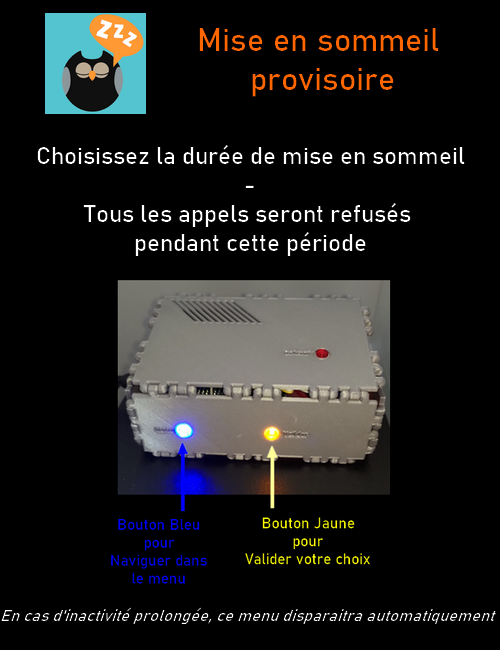 zzz
Mise en sommeil
provisoire
Choisissez la durée de mise en sommeil
-
Tous les appels seront refusés
pendant cette période
Bouton Bleu
pour
Naviguer dans
le menu
Bouton Jaune
pour
Valider votre choix
En cas d'inactivité prolongée, ce menu disparaitra automatiquement